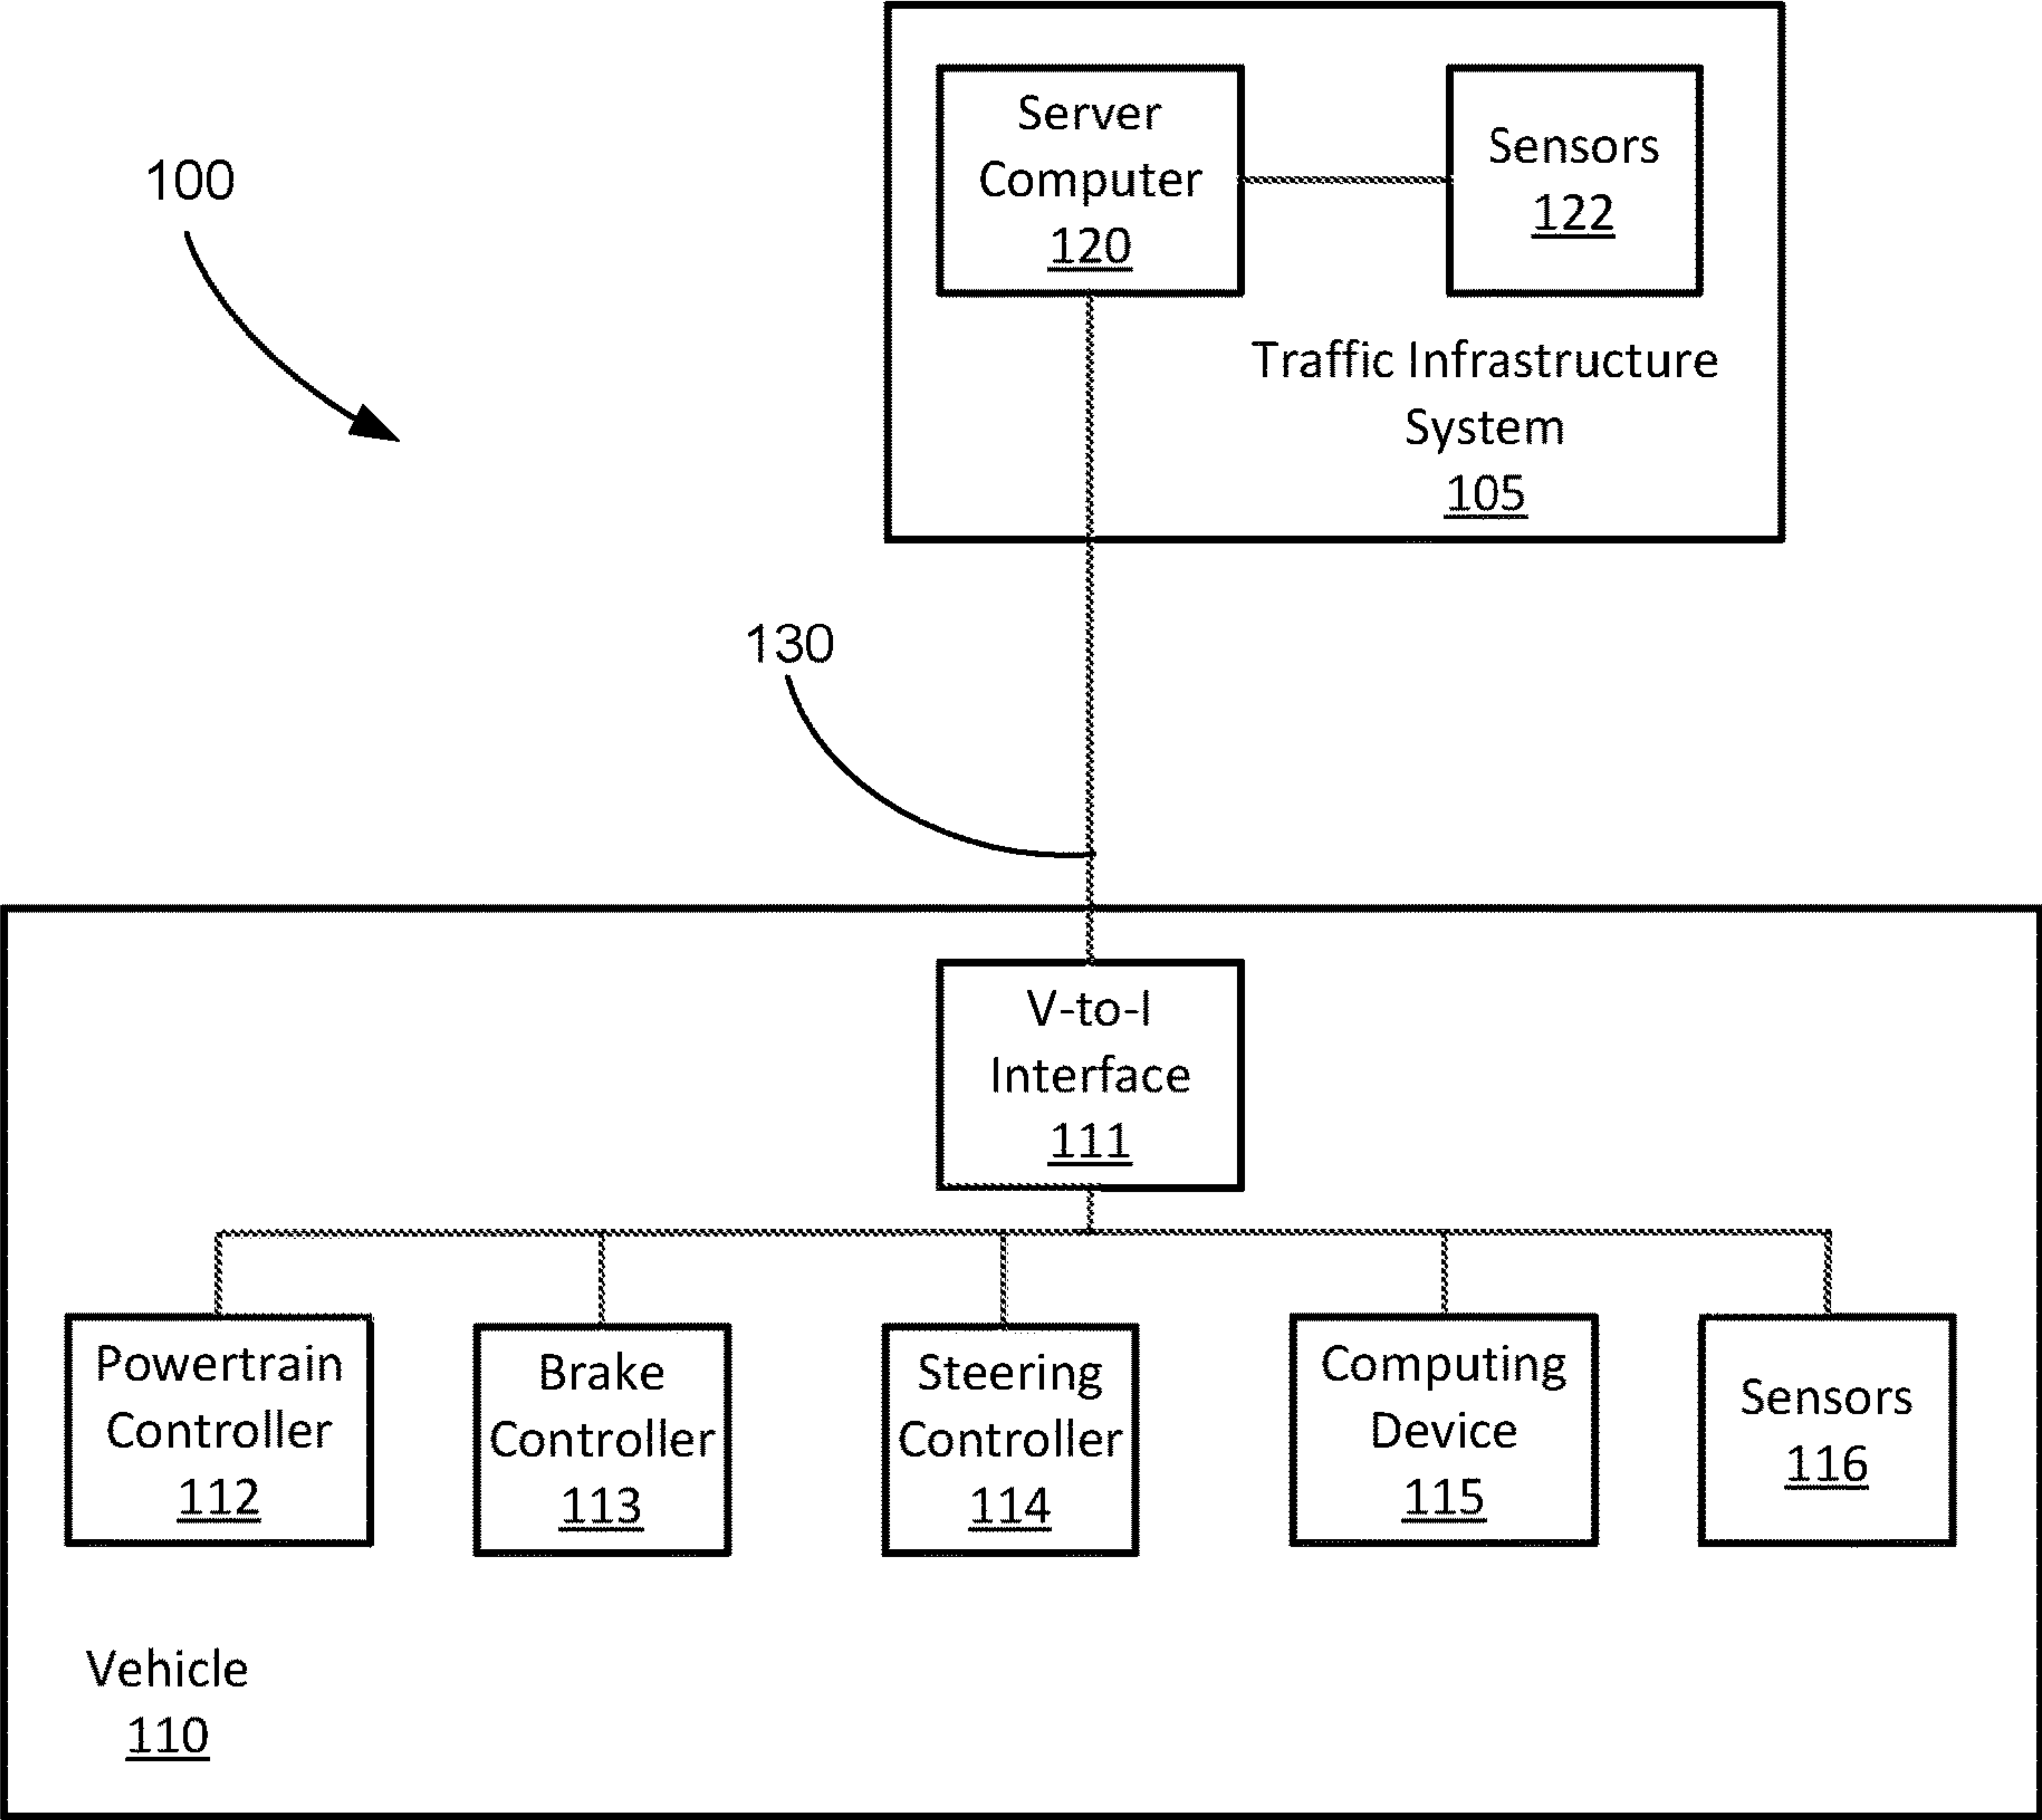 Server
Computer
120
Sensors
122
100
Traffic Infrastructure
System
105
130
V-to-I
Interface
111
Powertrain
Controller
112
Brake
Controller
113
Steering
Controller
114
Computing
Device
115
Sensors
116
Vehicle
110